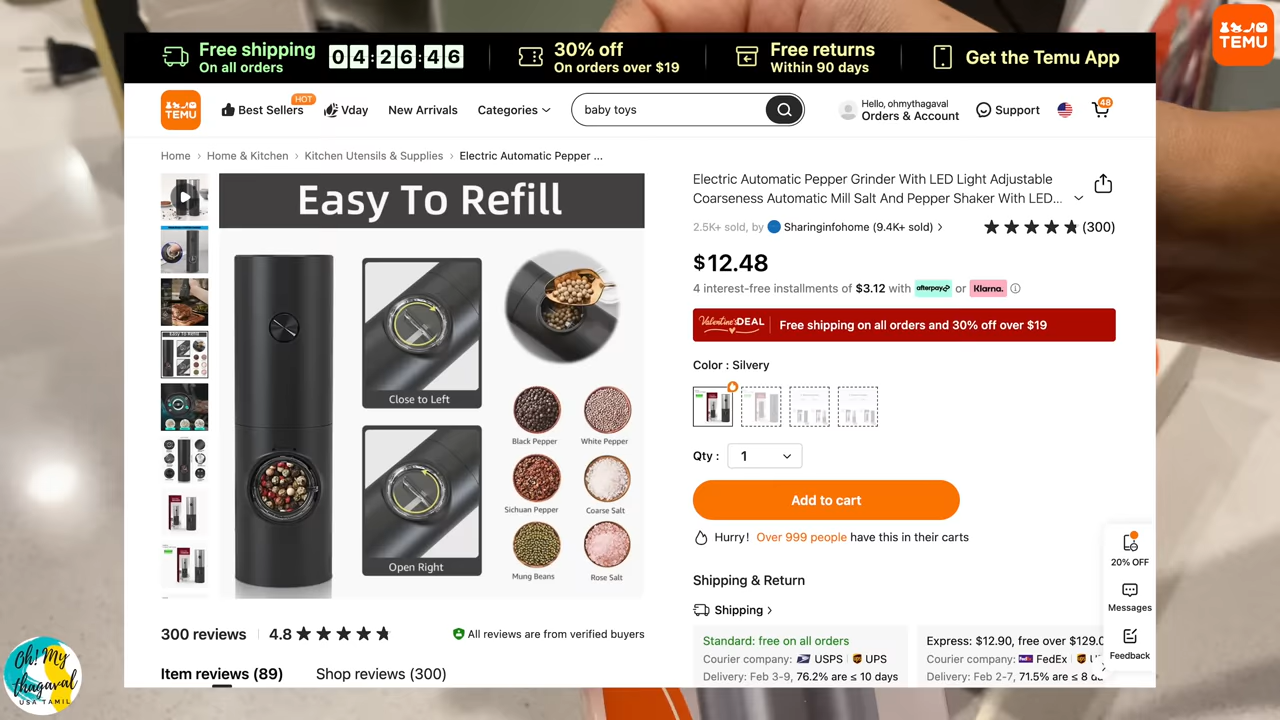 TEMU
Free shipping
On all orders
04:26:46
30% off
On orders over $19
Free returns
Within 90 days
Get the Temu App
TEMU
Best Sellers
HOT
Vday
New Arrivals
Categories
baby toys
Hello, ohmythagaval
Orders & Account
Support
48
Home › Home & Kitchen › Kitchen Utensils & Supplies › Electric Automatic Pepper ...
Easy To Refill
Close to Left
Open Right
Black Pepper
White Pepper
Sichuan Pepper
Coarse Salt
Mung Beans
Rose Salt
Electric Automatic Pepper Grinder With LED Light Adjustable
Coarseness Automatic Mill Salt And Pepper Shaker With LED...
2.5K+ sold, by Sharinginfohome (9.4K+ sold) ›
(300)
$12.48
4 interest-free installments of $3.12 with afterpay or Klarna.
Valentine's DEAL
Free shipping on all orders and 30% off over $19
Color : Silvery
Qty : 1
Add to cart
Hurry! Over 999 people have this in their carts
Shipping & Return
Shipping ›
Standard: free on all orders
Courier company: USPS UPS
Delivery: Feb 3-9, 76.2% are ≤ 10 days
Express: $12.90, free over $129.0
Courier company: FedEx
Delivery: Feb 2-7, 71.5% are ≤ 8
20% OFF
Messages
Feedback
300 reviews
4.8
All reviews are from verified buyers
Item reviews (89)
Shop reviews (300)
Oh! My
thagaval
USA TAMIL